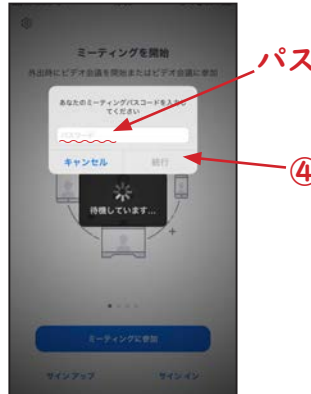 ミーティングを開始
外出時にビデオ会議を開始またはビデオ会議に参加
パス
あなたのミーティングパスコードを入力し
てください
パスコード
キャンセル
続行
④
待機しています...
ミーティングに参加
サインアップ
サインイン